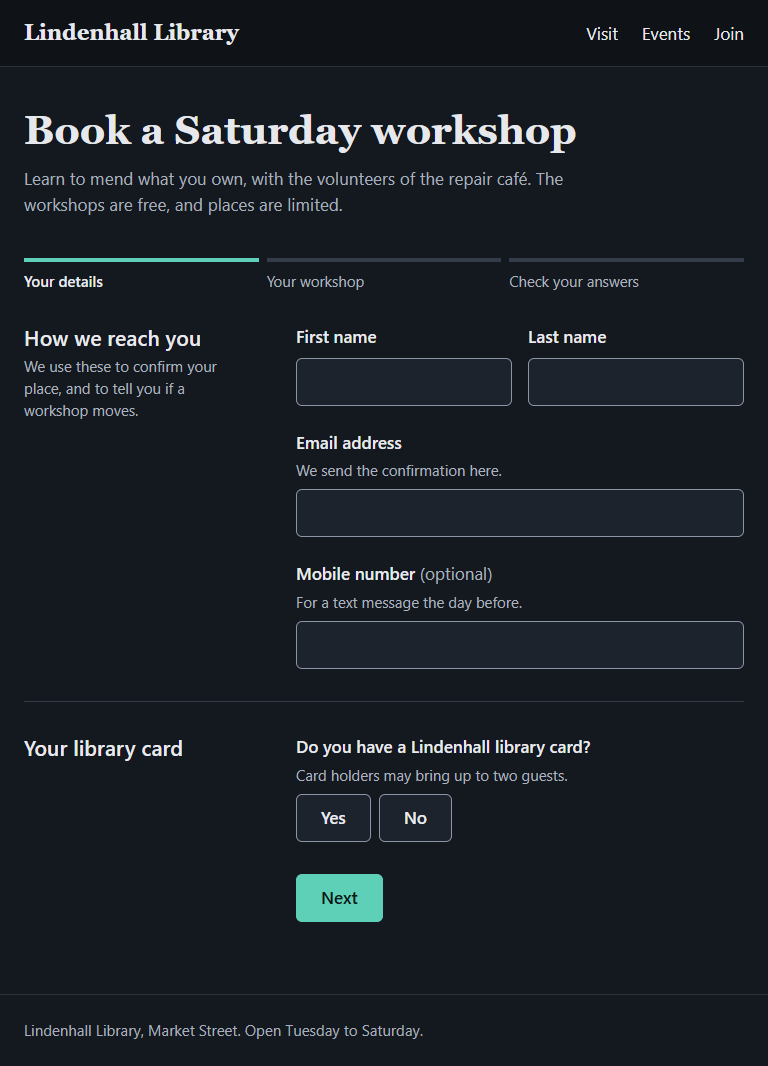 Lindenhall Library
Visit Events Join
Book a Saturday workshop
Learn to mend what you own, with the volunteers of the repair café. The
workshops are free, and places are limited.
Your details
Your workshop
Check your answers
How we reach you
We use these to confirm your
place, and to tell you if a
workshop moves.
First name
Last name
Email address
We send the confirmation here.
Mobile number (optional)
For a text message the day before.
Your library card
Do you have a Lindenhall library card?
Card holders may bring up to two guests.
Yes
No
Next
Lindenhall Library, Market Street. Open Tuesday to Saturday.